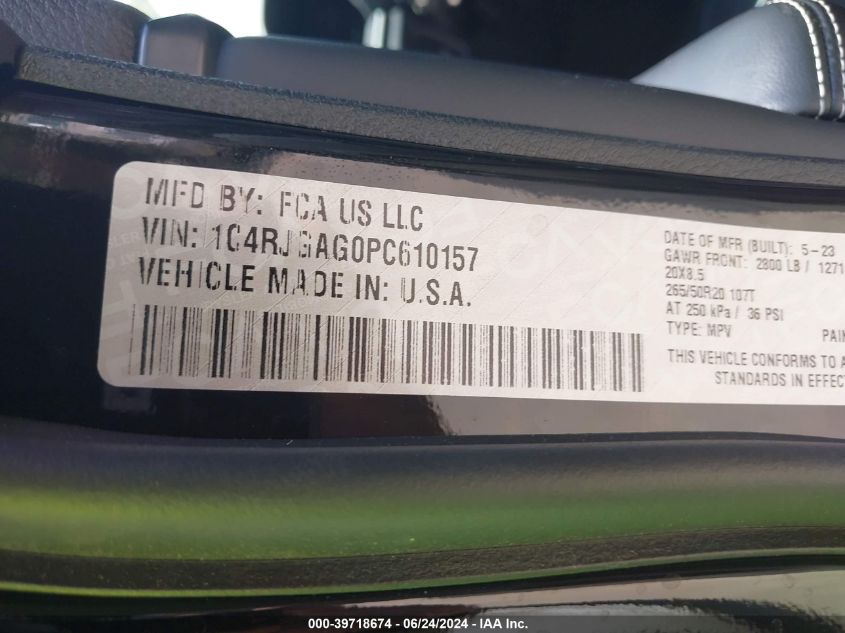 MFD BY: FCA US LLC
VIN: 1C4RJGAG0PC610157
VEHICLE MADE IN: U.S.A.
DATE OF MFR (BUILT): 5-23
GAWR FRONT: 2800 LB / 1271
20X8.5
265/50R20 107T
AT 250 kPa / 36 PSI
TYPE: MPV
PAIN
THIS VEHICLE CONFORMS TO A
STANDARDS IN EFFECT
000-39718674 / 06/24/2024 / IAA Inc.